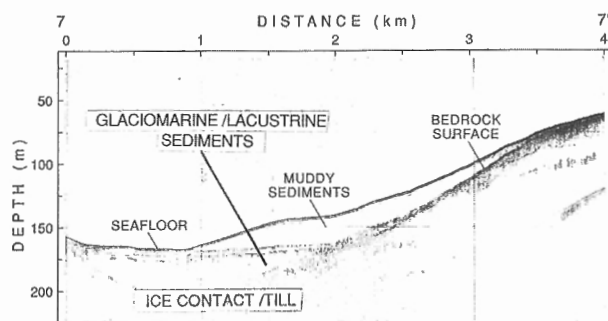 7 DISTANCE (km) 7'
0 1 2 3 4
DEPTH (m)
50
100
150
200
GLACIOMARINE/LACUSTRINE
SEDIMENTS
BEDROCK
SURFACE
MUDDY
SEDIMENTS
SEAFLOOR
ICE CONTACT/TILL